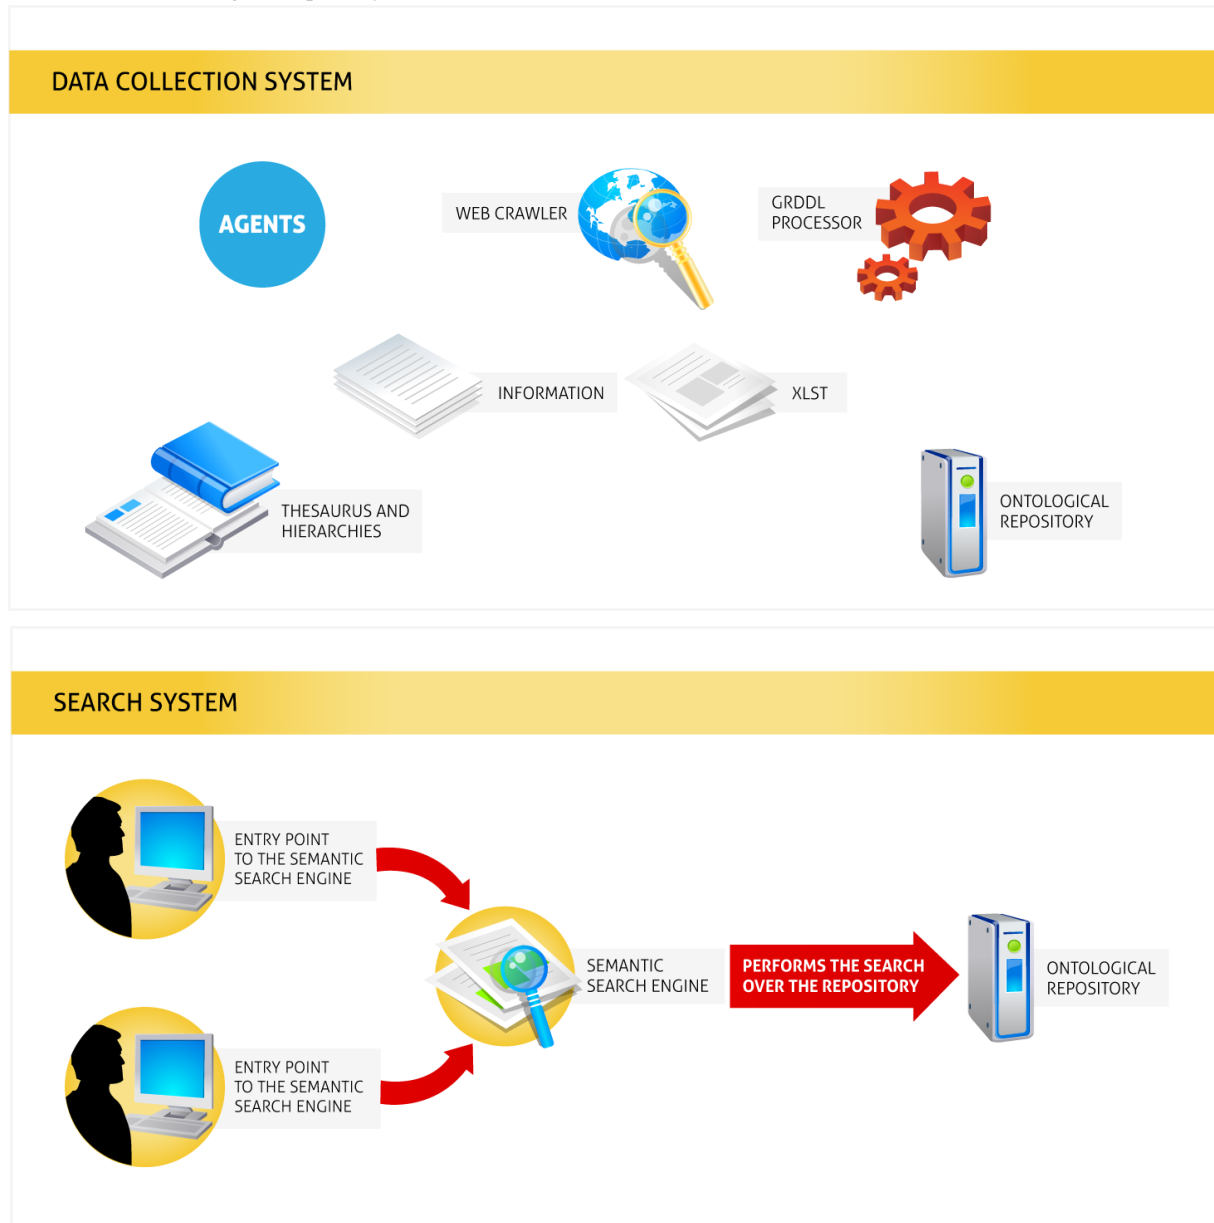 DATA COLLECTION SYSTEM
AGENTS
WEB CRAWLER
GRDDL
PROCESSOR
INFORMATION
XLST
THESAURUS AND
HIERARCHIES
ONTOLOGICAL
REPOSITORY
SEARCH SYSTEM
ENTRY POINT
TO THE SEMANTIC
SEARCH ENGINE
SEMANTIC
SEARCH ENGINE
PERFORMS THE SEARCH
OVER THE REPOSITORY
ONTOLOGICAL
REPOSITORY
ENTRY POINT
TO THE SEMANTIC
SEARCH ENGINE